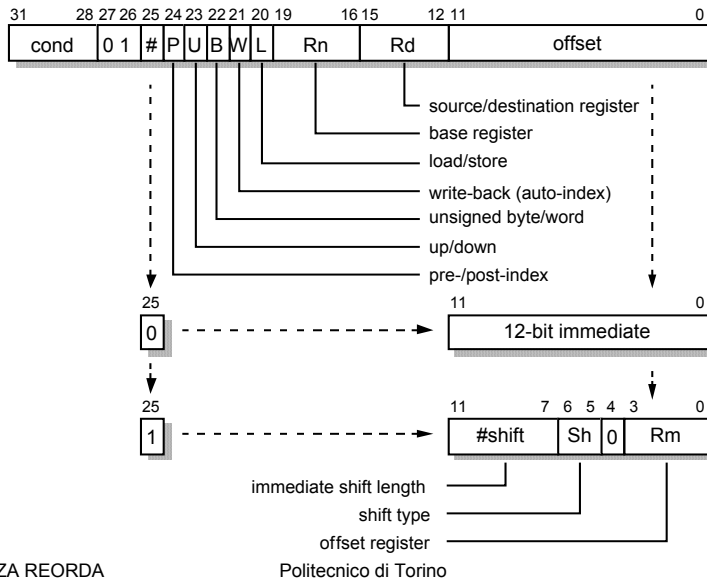 31 28 27 26 25 24 23 22 21 20 19 16 15 12 11 0
cond 0 1 # P U B W L Rn Rd offset
source/destination register
base register
load/store
write-back (auto-index)
unsigned byte/word
up/down
pre-/post-index
25 11 0
0 12-bit immediate
25 11 7 6 5 4 3 0
1 #shift Sh 0 Rm
immediate shift length
shift type
offset register
ZA REORDA Politecnico di Torino